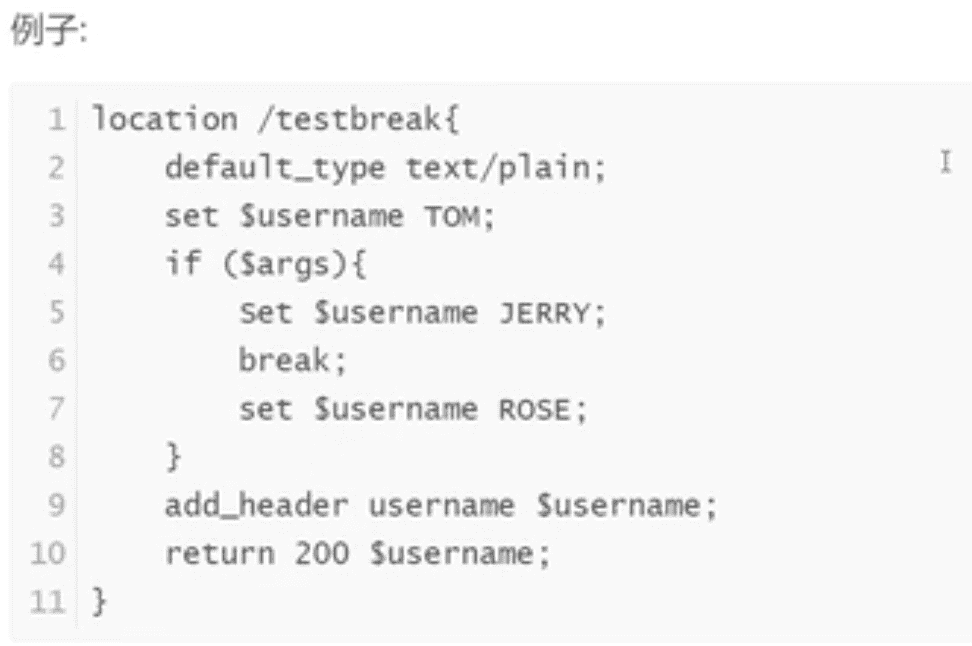 例子:
1 location /testbreak{
2     default_type text/plain;
3     set $username TOM;
4     if ($args){
5         Set $username JERRY;
6         break;
7         set $username ROSE;
8     }
9     add_header username $username;
10     return 200 $username;
11 }